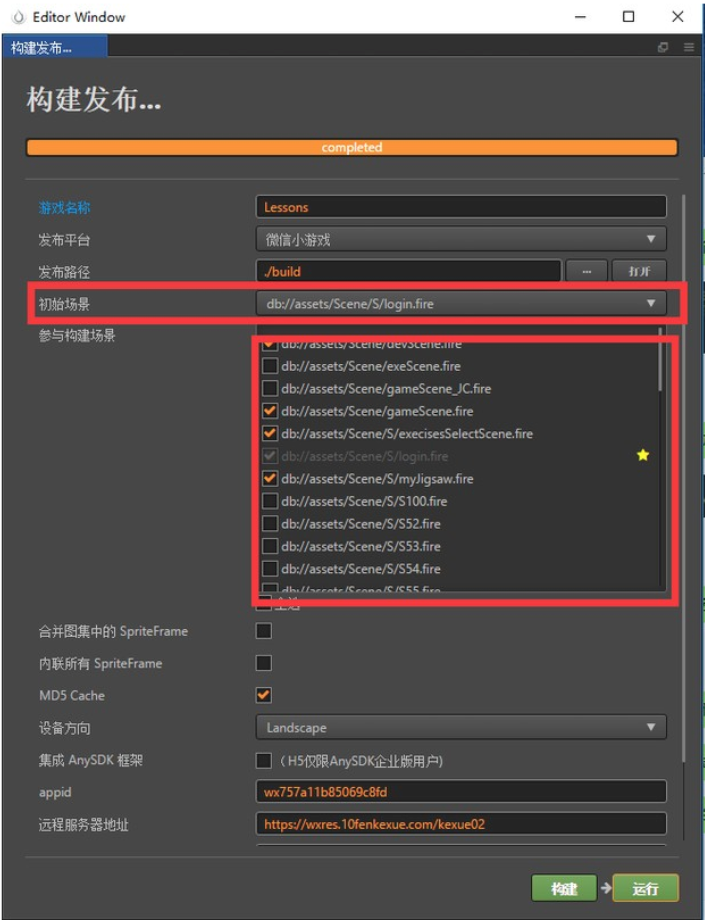 Editor Window
构建发布...
构建发布...
completed
游戏名称 Lessons
发布平台 微信小游戏
发布路径 ./build ... 打开
初始场景 db://assets/Scene/S/login.fire
参与构建场景
db://assets/Scene/devScene.fire
db://assets/Scene/exeScene.fire
db://assets/Scene/gameScene_JC.fire
db://assets/Scene/gameScene.fire
db://assets/Scene/S/execisesSelectScene.fire
db://assets/Scene/S/login.fire
db://assets/Scene/S/myJigsaw.fire
db://assets/Scene/S/S100.fire
db://assets/Scene/S/S52.fire
db://assets/Scene/S/S53.fire
db://assets/Scene/S/S54.fire
db://assets/Scene/S/S55.fire
全选
合并图集中的 SpriteFrame
内联所有 SpriteFrame
MD5 Cache
设备方向 Landscape
集成 AnySDK 框架 （H5仅限AnySDK企业版用户）
appid wx757a11b85069c8fd
远程服务器地址 https://wxres.10fenkexue.com/kexue02
构建 运行